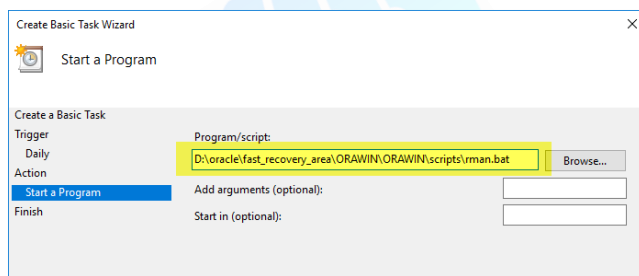 Create Basic Task Wizard
Start a Program
Create a Basic Task
Trigger
Daily
Action
Start a Program
Finish
Program/script:
D:\oracle\fast_recovery_area\ORAWIN\ORAWIN\scripts\rman.bat
Browse...
Add arguments (optional):
Start in (optional):